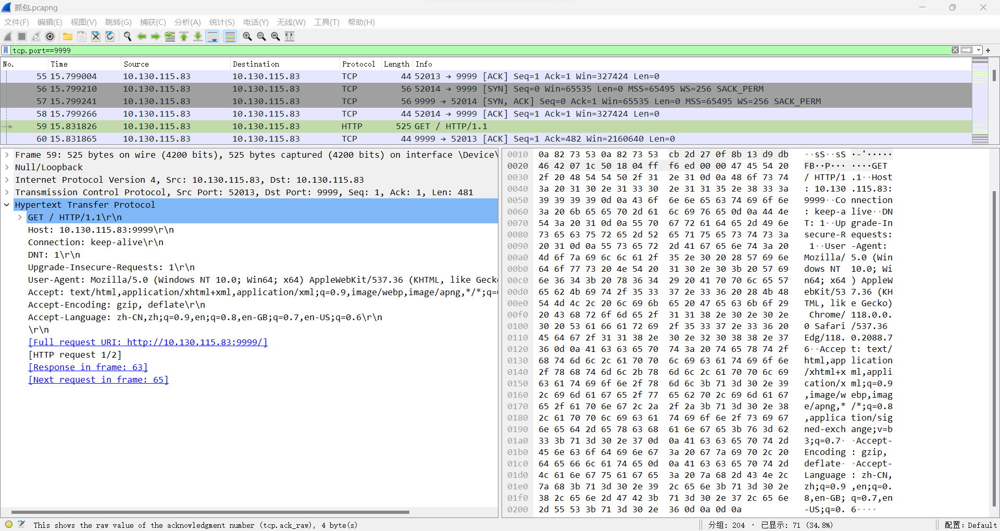 抓包.pcapng
文件(F) 编辑(E) 视图(V) 跳转(G) 捕获(C) 分析(A) 统计(S) 电话(Y) 无线(W) 工具(T) 帮助(H)
tcp.port==9999
No. Time Source Destination Protocol Length Info
55 15.799004 10.130.115.83 10.130.115.83 TCP 44 52013 → 9999 [ACK] Seq=1 Ack=1 Win=327424 Len=0
56 15.799210 10.130.115.83 10.130.115.83 TCP 56 52014 → 9999 [SYN] Seq=0 Win=65535 Len=0 MSS=65495 WS=256 SACK_PERM
57 15.799241 10.130.115.83 10.130.115.83 TCP 56 9999 → 52014 [SYN, ACK] Seq=0 Ack=1 Win=65535 Len=0 MSS=65495 WS=256 SACK_PERM
58 15.799266 10.130.115.83 10.130.115.83 TCP 44 52014 → 9999 [ACK] Seq=1 Ack=1 Win=327424 Len=0
59 15.831826 10.130.115.83 10.130.115.83 HTTP 525 GET / HTTP/1.1
60 15.831865 10.130.115.83 10.130.115.83 TCP 44 9999 → 52013 [ACK] Seq=1 Ack=482 Win=2160640 Len=0
Frame 59: 525 bytes on wire (4200 bits), 525 bytes captured (4200 bits) on interface \Device\
Null/Loopback
Internet Protocol Version 4, Src: 10.130.115.83, Dst: 10.130.115.83
Transmission Control Protocol, Src Port: 52013, Dst Port: 9999, Seq: 1, Ack: 1, Len: 481
Hypertext Transfer Protocol
GET / HTTP/1.1\r\n
Host: 10.130.115.83:9999\r\n
Connection: keep-alive\r\n
DNT: 1\r\n
Upgrade-Insecure-Requests: 1\r\n
User-Agent: Mozilla/5.0 (Windows NT 10.0; Win64; x64) AppleWebKit/537.36 (KHTML, like Gecko
Accept: text/html,application/xhtml+xml,application/xml;q=0.9,image/webp,image/apng,*/*;q=
Accept-Encoding: gzip, deflate\r\n
Accept-Language: zh-CN,zh;q=0.9,en;q=0.8,en-GB;q=0.7,en-US;q=0.6\r\n
\r\n
[Full request URI: http://10.130.115.83:9999/]
[HTTP request 1/2]
[Response in frame: 63]
[Next request in frame: 65]
0010 0a 82 73 53 0a 82 73 53 cb 2d 27 0f 8b 13 d9 db ··sS··sS ·-'·····
0020 46 42 07 1c 50 18 04 ff f6 ed 00 00 47 45 54 20 FB··P··· ····GET
0030 2f 20 48 54 54 50 2f 31 2e 31 0d 0a 48 6f 73 74 / HTTP/1 .1··Host
0040 3a 20 31 30 2e 31 33 30 2e 31 31 35 2e 38 33 3a : 10.130 .115.83:
0050 39 39 39 39 0d 0a 43 6f 6e 6e 65 63 74 69 6f 6e 9999··Co nnection
0060 3a 20 6b 65 65 70 2d 61 6c 69 76 65 0d 0a 44 4e : keep-a live··DN
0070 54 3a 20 31 0d 0a 55 70 67 72 61 64 65 2d 49 6e T: 1··Up grade-In
0080 73 65 63 75 72 65 2d 52 65 71 75 65 73 74 73 3a secure-R equests:
0090 20 31 0d 0a 55 73 65 72 2d 41 67 65 6e 74 3a 20 1··User -Agent:
00a0 4d 6f 7a 69 6c 6c 61 2f 35 2e 30 20 28 57 69 6e Mozilla/ 5.0 (Win
00b0 64 6f 77 73 20 4e 54 20 31 30 2e 30 3b 20 57 69 dows NT 10.0; Wi
00c0 6e 36 34 3b 20 78 36 34 29 20 41 70 70 6c 65 57 n64; x64 ) AppleW
00d0 65 62 4b 69 74 2f 35 33 37 2e 33 36 20 28 4b 48 ebKit/53 7.36 (KH
00e0 54 4d 4c 2c 20 6c 69 6b 65 20 47 65 63 6b 6f 29 TML, lik e Gecko)
00f0 20 43 68 72 6f 6d 65 2f 31 31 38 2e 30 2e 30 2e Chrome/ 118.0.0.
0100 30 20 53 61 66 61 72 69 2f 35 33 37 2e 33 36 20 0 Safari /537.36
0110 45 64 67 2f 31 31 38 2e 30 2e 32 30 38 38 2e 37 Edg/118. 0.2088.7
0120 36 0d 0a 41 63 63 65 70 74 3a 20 74 65 78 74 2f 6··Accep t: text/
0130 68 74 6d 6c 2c 61 70 70 6c 69 63 61 74 69 6f 6e html,app lication
0140 2f 78 68 74 6d 6c 2b 78 6d 6c 2c 61 70 70 6c 69 /xhtml+x ml,appli
0150 63 61 74 69 6f 6e 2f 78 6d 6c 3b 71 3d 30 2e 39 cation/x ml;q=0.9
0160 2c 69 6d 61 67 65 2f 77 65 62 70 2c 69 6d 61 67 ,image/w ebp,imag
0170 65 2f 61 70 6e 67 2c 2a 2f 2a 3b 71 3d 30 2e 38 e/apng,* /*;q=0.8
0180 2c 61 70 70 6c 69 63 61 74 69 6f 6e 2f 73 69 67 ,applica tion/sig
0190 6e 65 64 2d 65 78 63 68 61 6e 67 65 3b 76 3d 62 ned-exch ange;v=b
01a0 33 3b 71 3d 30 2e 37 0d 0a 41 63 63 65 70 74 2d 3;q=0.7· ·Accept-
01b0 45 6e 63 6f 64 69 6e 67 3a 20 67 7a 69 70 2c 20 Encoding : gzip,
01c0 64 65 66 6c 61 74 65 0d 0a 41 63 63 65 70 74 2d deflate· ·Accept-
01d0 4c 61 6e 67 75 61 67 65 3a 20 7a 68 2d 43 4e 2c Language : zh-CN,
01e0 7a 68 3b 71 3d 30 2e 39 2c 65 6e 3b 71 3d 30 2e zh;q=0.9 ,en;q=0.
01f0 38 2c 65 6e 2d 47 42 3b 71 3d 30 2e 37 2c 65 6e 8,en-GB; q=0.7,en
0200 2d 55 53 3b 71 3d 30 2e 36 0d 0a 0d 0a -US;q=0. 6····
This shows the raw value of the acknowledgment number (tcp.ack_raw), 4 byte(s)
分组: 204 · 已显示: 71 (34.8%)
配置: Default